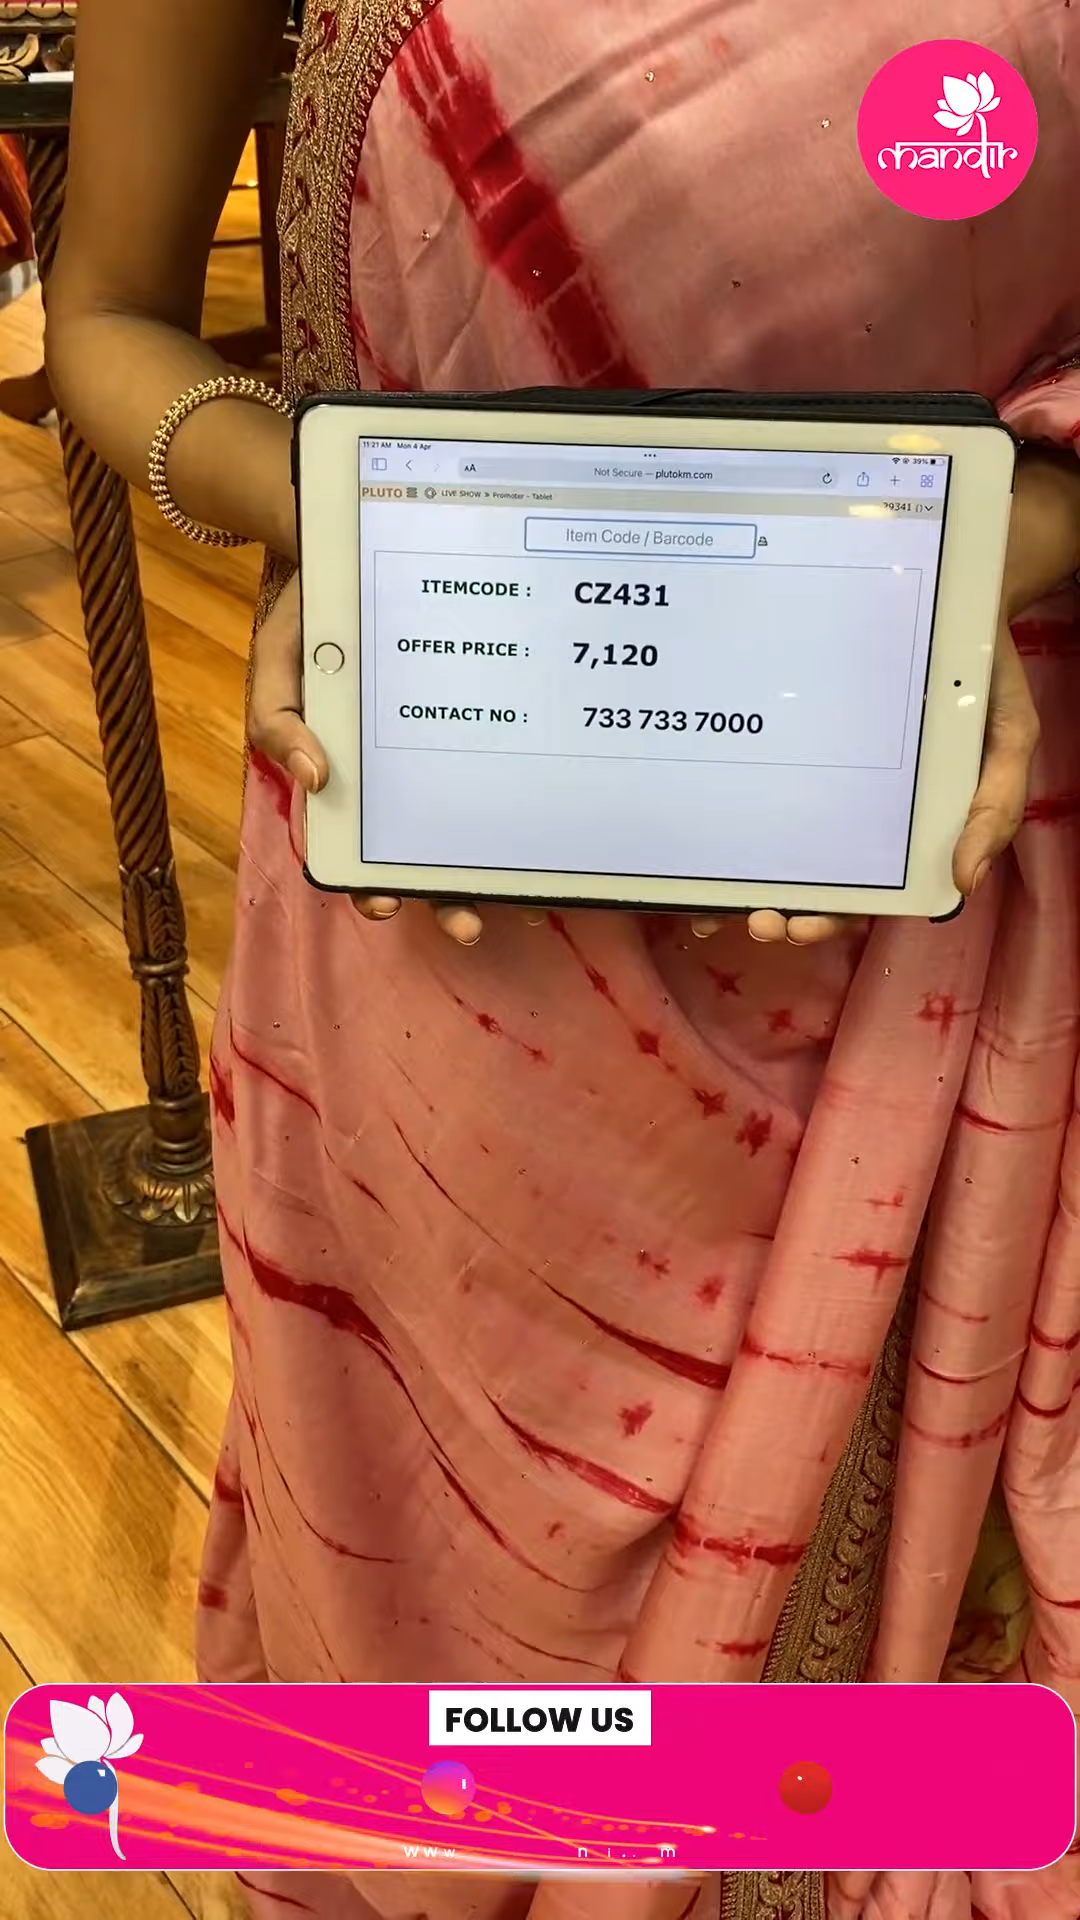 mandir
11:21 AM Mon 4 Apr
39%
AA
Not Secure — plutokm.com
PLUTO
LIVE SHOW » Promoter - Tablet
Item Code / Barcode
ITEMCODE : CZ431
OFFER PRICE : 7,120
CONTACT NO : 733 733 7000
FOLLOW US